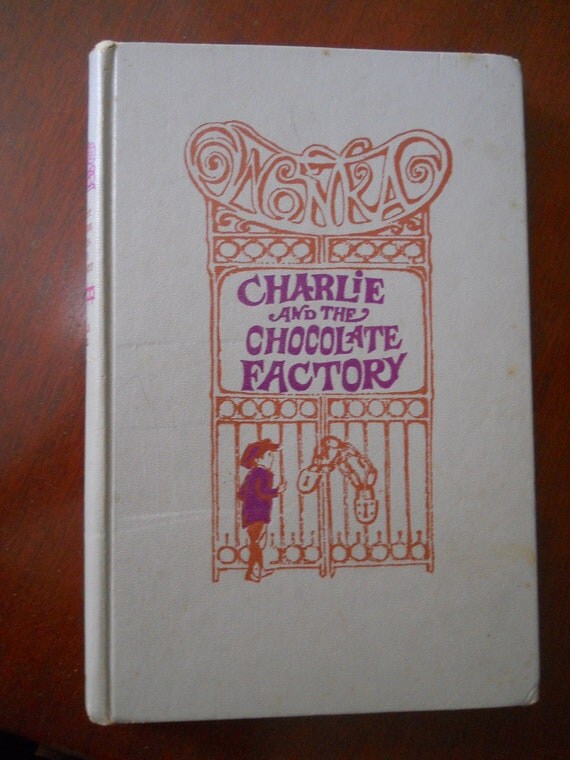 WONKA
CHARLiE
AND THE
CHOCOLATE
FACTORY